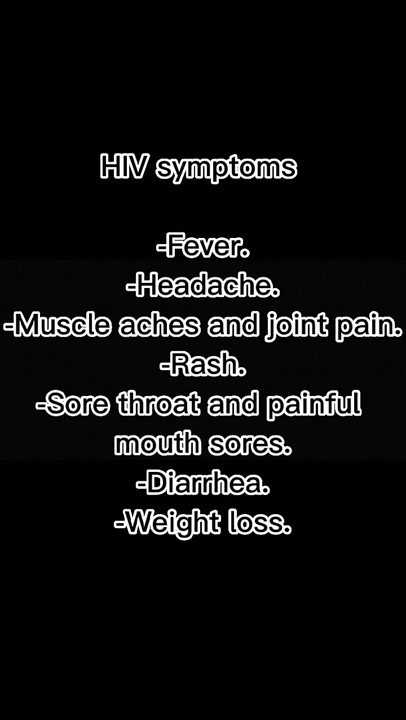 HIV symptoms
-Fever.
-Headache.
-Muscle aches and joint pain.
-Rash.
-Sore throat and painful
mouth sores.
-Diarrhea.
-Weight loss.